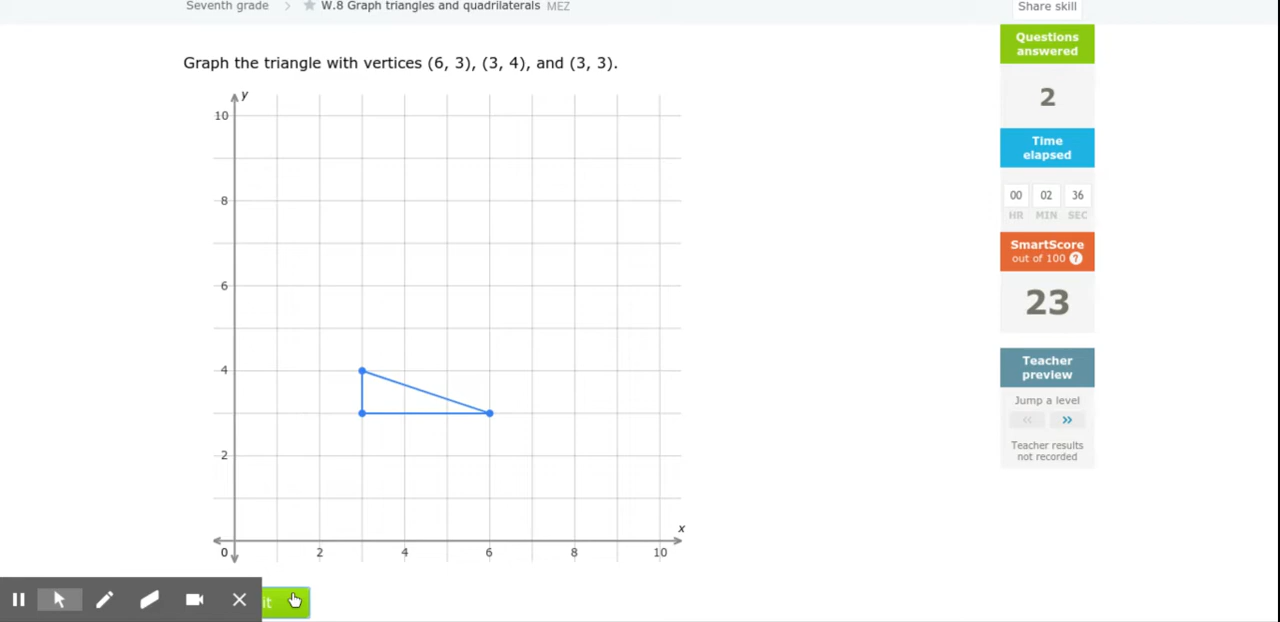 Seventh grade > W.8 Graph triangles and quadrilaterals MEZ
Share skill
Graph the triangle with vertices (6, 3), (3, 4), and (3, 3).
y
10
8
6
4
2
0
2
4
6
8
10
x
it
Questions
answered
2
Time
elapsed
00 02 36
HR MIN SEC
SmartScore
out of 100 ?
23
Teacher
preview
Jump a level
<< >>
Teacher results
not recorded